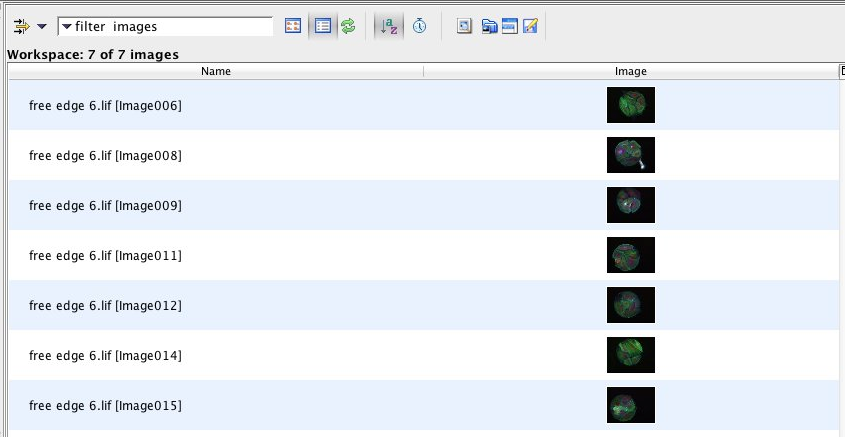 filter images
Workspace: 7 of 7 images
Name Image
free edge 6.lif [Image006]
free edge 6.lif [Image008]
free edge 6.lif [Image009]
free edge 6.lif [Image011]
free edge 6.lif [Image012]
free edge 6.lif [Image014]
free edge 6.lif [Image015]